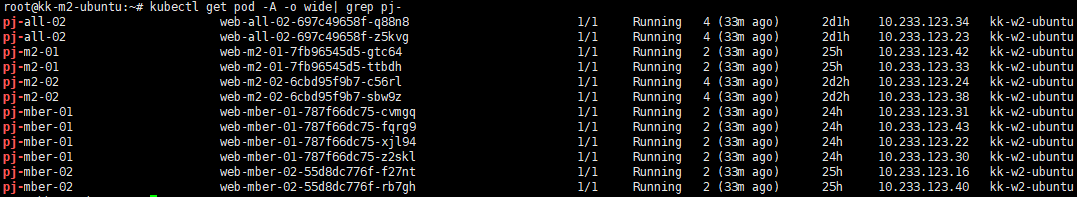 root@kk-m2-ubuntu:~# kubectl get pod -A -o wide| grep pj-
pj-all-02 web-all-02-697c49658f-q88n8 1/1 Running 4 (33m ago) 2d1h 10.233.123.34 kk-w2-ubuntu
pj-all-02 web-all-02-697c49658f-z5kvg 1/1 Running 4 (33m ago) 2d1h 10.233.123.23 kk-w2-ubuntu
pj-m2-01 web-m2-01-7fb96545d5-gtc64 1/1 Running 2 (33m ago) 25h 10.233.123.42 kk-w2-ubuntu
pj-m2-01 web-m2-01-7fb96545d5-ttbdh 1/1 Running 2 (33m ago) 25h 10.233.123.33 kk-w2-ubuntu
pj-m2-02 web-m2-02-6cbd95f9b7-c56rl 1/1 Running 4 (33m ago) 2d2h 10.233.123.24 kk-w2-ubuntu
pj-m2-02 web-m2-02-6cbd95f9b7-sbw9z 1/1 Running 4 (33m ago) 2d2h 10.233.123.38 kk-w2-ubuntu
pj-mber-01 web-mber-01-787f66dc75-cvmgq 1/1 Running 2 (33m ago) 24h 10.233.123.31 kk-w2-ubuntu
pj-mber-01 web-mber-01-787f66dc75-fqrg9 1/1 Running 2 (33m ago) 24h 10.233.123.43 kk-w2-ubuntu
pj-mber-01 web-mber-01-787f66dc75-xjl94 1/1 Running 2 (33m ago) 24h 10.233.123.22 kk-w2-ubuntu
pj-mber-01 web-mber-01-787f66dc75-z2skl 1/1 Running 2 (33m ago) 24h 10.233.123.30 kk-w2-ubuntu
pj-mber-02 web-mber-02-55d8dc776f-f27nt 1/1 Running 2 (33m ago) 25h 10.233.123.16 kk-w2-ubuntu
pj-mber-02 web-mber-02-55d8dc776f-rb7gh 1/1 Running 2 (33m ago) 25h 10.233.123.40 kk-w2-ubuntu